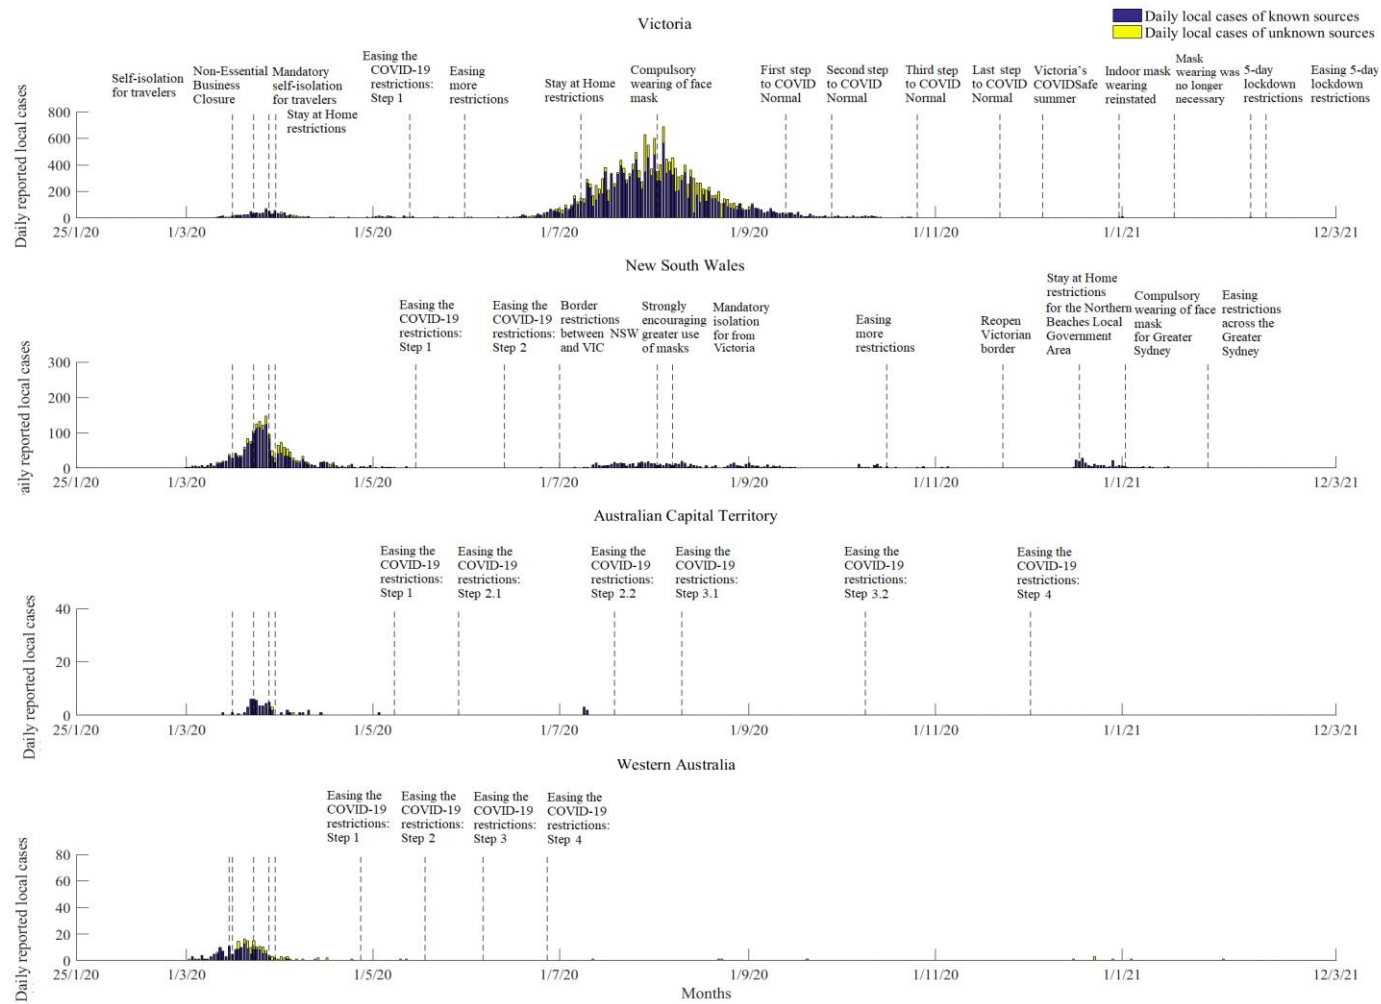 Victoria
Daily local cases of known sources
Daily local cases of unknown sources
Self-isolation
for travelers
Non-Essential
Business
Closure
Mandatory
self-isolation
for travelers
Stay at Home
restrictions
Easing the
COVID-19
restrictions:
Step 1
Easing
more
restrictions
Stay at Home
restrictions
Compulsory
wearing of face
mask
First step
to COVID
Normal
Second step
to COVID
Normal
Third step
to COVID
Normal
Last step
to COVID
Normal
Victoria's
COVIDSafe
summer
Indoor mask
wearing
reinstated
Mask
wearing was
no longer
necessary
5-day
lockdown
restrictions
Easing 5-day
lockdown
restrictions
Daily reported local cases
800
600
400
200
0
25/1/20
1/3/20
1/5/20
1/7/20
1/9/20
1/11/20
1/1/21
12/3/21
New South Wales
Easing the
COVID-19
restrictions:
Step 1
Easing the
COVID-19
restrictions:
Step 2
Border
restrictions
between NSW
and VIC
Strongly
encouraging
greater use
of masks
Mandatory
isolation
for from
Victoria
Easing
more
restrictions
Reopen
Victorian
border
Stay at Home
restrictions
for the Northern
Beaches Local
Government
Area
Compulsory
wearing of face
mask
for Greater
Sydney
Easing
restrictions
across the
Greater
Sydney
aily reported local cases
300
200
100
0
25/1/20
1/3/20
1/5/20
1/7/20
1/9/20
1/11/20
1/1/21
12/3/21
Australian Capital Territory
Easing the
COVID-19
restrictions:
Step 1
Easing the
COVID-19
restrictions:
Step 2.1
Easing the
COVID-19
restrictions:
Step 2.2
Easing the
COVID-19
restrictions:
Step 3.1
Easing the
COVID-19
restrictions:
Step 3.2
Easing the
COVID-19
restrictions:
Step 4
Daily reported local cases
40
20
0
25/1/20
1/3/20
1/5/20
1/7/20
1/9/20
1/11/20
1/1/21
12/3/21
Western Australia
Easing the
COVID-19
restrictions:
Step 1
Easing the
COVID-19
restrictions:
Step 2
Easing the
COVID-19
restrictions:
Step 3
Easing the
COVID-19
restrictions:
Step 4
Daily reported local cases
80
60
40
20
0
25/1/20
1/3/20
1/5/20
1/7/20
1/9/20
1/11/20
1/1/21
12/3/21
Months